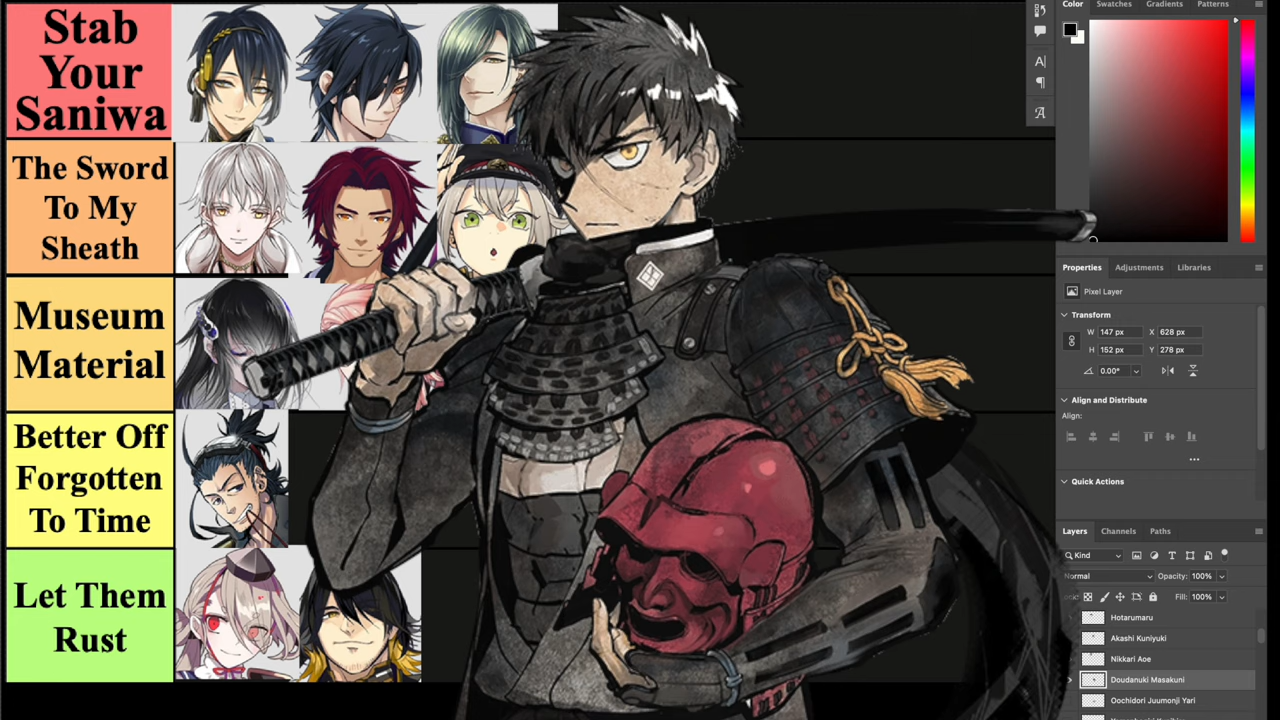 Stab
Your
Saniwa
The Sword
To My
Sheath
Museum
Material
Better Off
Forgotten
To Time
Let Them
Rust
Color
Swatches
Gradients
Patterns
Properties
Adjustments
Libraries
Pixel Layer
Transform
W 147 px X 628 px
H 152 px Y 278 px
0.00°
Align and Distribute
Align:
Quick Actions
Layers
Channels
Paths
Kind
Normal Opacity: 100%
Fill: 100%
Hotarumaru
Akashi Kuniyuki
Nikkari Aoe
Doudanuki Masakuni
Oochidori Juumonji Yari